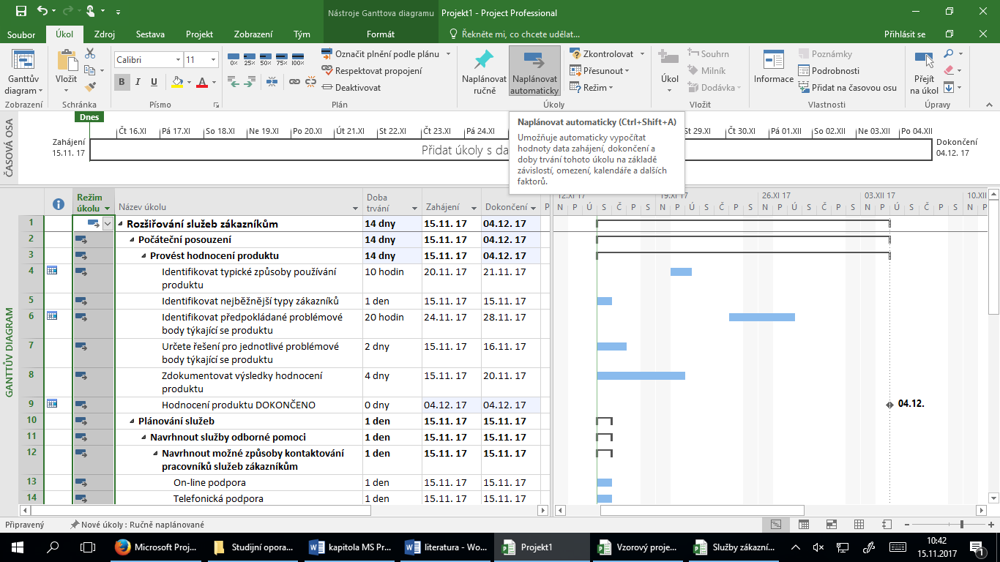 Nástroje Ganttova diagramu
Projekt1 - Project Professional
Soubor
Úkol
Zdroj
Sestava
Projekt
Zobrazení
Tým
Formát
Řekněte mi, co chcete udělat...
Přihlásit se
Ganttův
diagram
Zobrazení
Vložit
Schránka
Calibri
11
B I U
A
Písmo
0% 25% 50% 75% 100%
Označit plnění podle plánu
Respektovat propojení
Deaktivovat
Plán
Naplánovat
ručně
Naplánovat
automaticky
Zkontrolovat
Přesunout
Režim
Úkoly
Úkol
Souhrn
Milník
Dodávka
Vložit
Informace
Poznámky
Podrobnosti
Přidat na časovou osu
Vlastnosti
Přejít
na úkol
Úpravy
ČASOVÁ OSA
Dnes
Zahájení
15.11. 17
Čt 16.XI Pá 17.XI So 18.XI Ne 19.XI Po 20.XI Út 21.XI St 22.XI Čt 23.XI Pá 24.XI St 29.XI Čt 30.XI Pá 01.XII So 02.XII Ne 03.XII Po 04.XII
Přidat úkoly s da
Dokončení
04.12. 17
Naplánovat automaticky (Ctrl+Shift+A)
Umožňuje automaticky vypočítat
hodnoty data zahájení, dokončení a
doby trvání tohoto úkolu na základě
závislostí, omezení, kalendáře a dalších
faktorů.
GANTTŮV DIAGRAM
Režim
úkolu
Název úkolu
Doba
trvání
Zahájení
Dokončení
P
12.XI 17 19.XI 17 26.XI 17 03.XII 17 10.XII
N P Ú S Č P S N P Ú S Č P S N P Ú S Č P S N P Ú S Č P S N P
1 Rozšiřování služeb zákazníkům 14 dny 15.11. 17 04.12. 17
2 Počáteční posouzení 14 dny 15.11. 17 04.12. 17
3 Provést hodnocení produktu 14 dny 15.11. 17 04.12. 17
4 Identifikovat typické způsoby používání 10 hodin 20.11. 17 21.11. 17
produktu
5 Identifikovat nejběžnější typy zákazníků 1 den 15.11. 17 15.11. 17
6 Identifikovat předpokládané problémové 20 hodin 24.11. 17 28.11. 17
body týkající se produktu
7 Určete řešení pro jednotlivé problémové 2 dny 15.11. 17 16.11. 17
body týkající se produktu
8 Zdokumentovat výsledky hodnocení 4 dny 15.11. 17 20.11. 17
produktu
9 Hodnocení produktu DOKONČENO 0 dny 04.12. 17 04.12. 17 04.12.
10 Plánování služeb 1 den 15.11. 17 15.11. 17
11 Navrhnout služby odborné pomoci 1 den 15.11. 17 15.11. 17
12 Navrhnout možné způsoby kontaktování 1 den 15.11. 17 15.11. 17
pracovníků služeb zákazníkům
13 On-line podpora 1 den 15.11. 17 15.11. 17
14 Telefonická podpora 1 den 15.11. 17 15.11. 17
Připravený
Nové úkoly : Ručně naplánované
Microsoft Proj...
Studijní opora...
kapitola MS Pr...
literatura - Wo...
Projekt1
Vzorový proje...
Služby zákazní...
10:42
15.11.2017
1